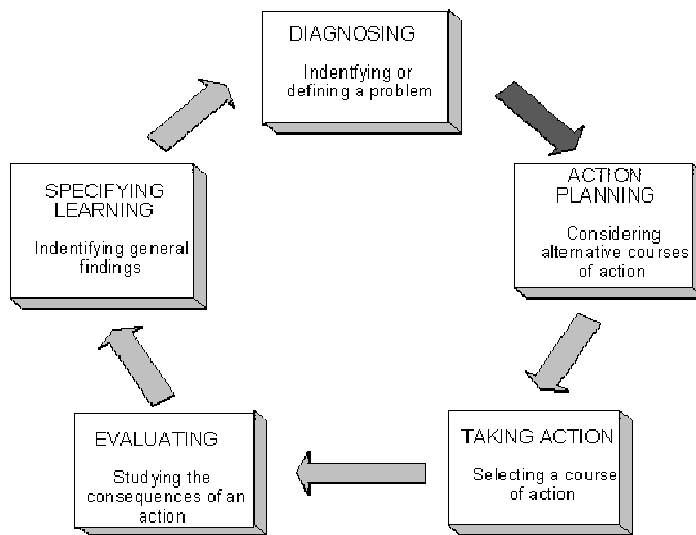 DIAGNOSING
Indentfying or
defining a problem
ACTION
PLANNING
Considering
alternative courses
of action
TAKING ACTION
Selecting a course
of action
EVALUATING
Studying the
consequences of an
action
SPECIFYING
LEARNING
Indentifying general
findings